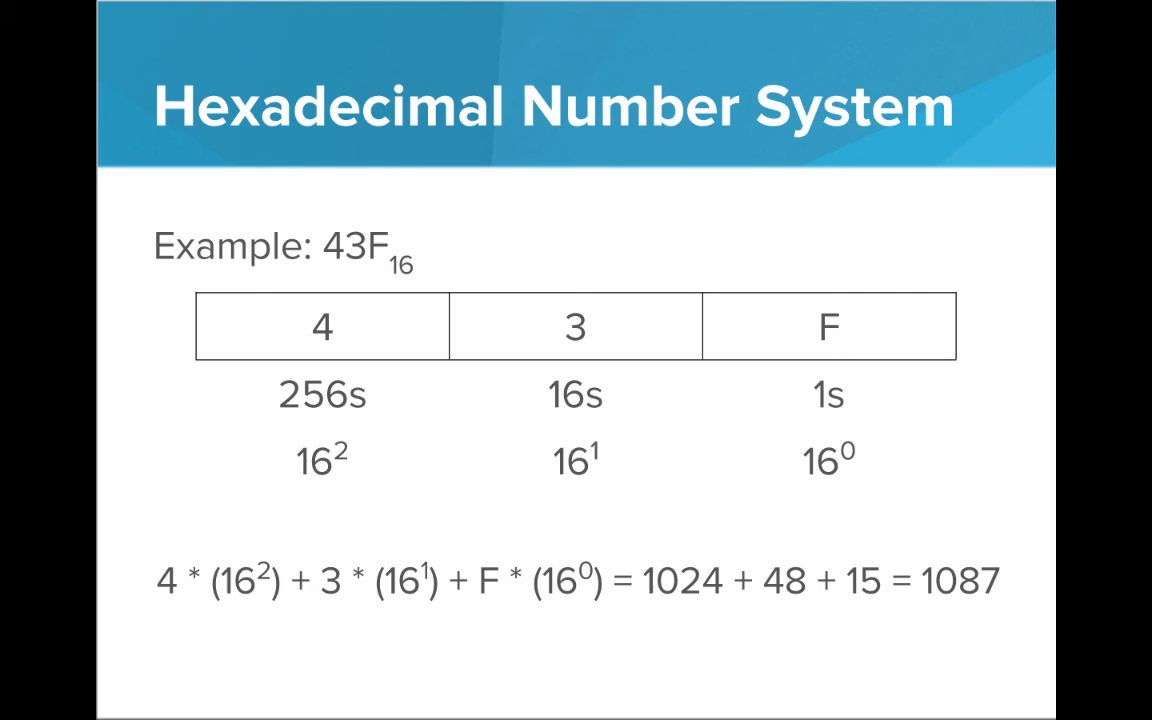 Hexadecimal Number System
Example: 43F₁₆
4 3 F
256s 16s 1s
16² 16¹ 16⁰
4 * (16²) + 3 * (16¹) + F * (16⁰) = 1024 + 48 + 15 = 1087